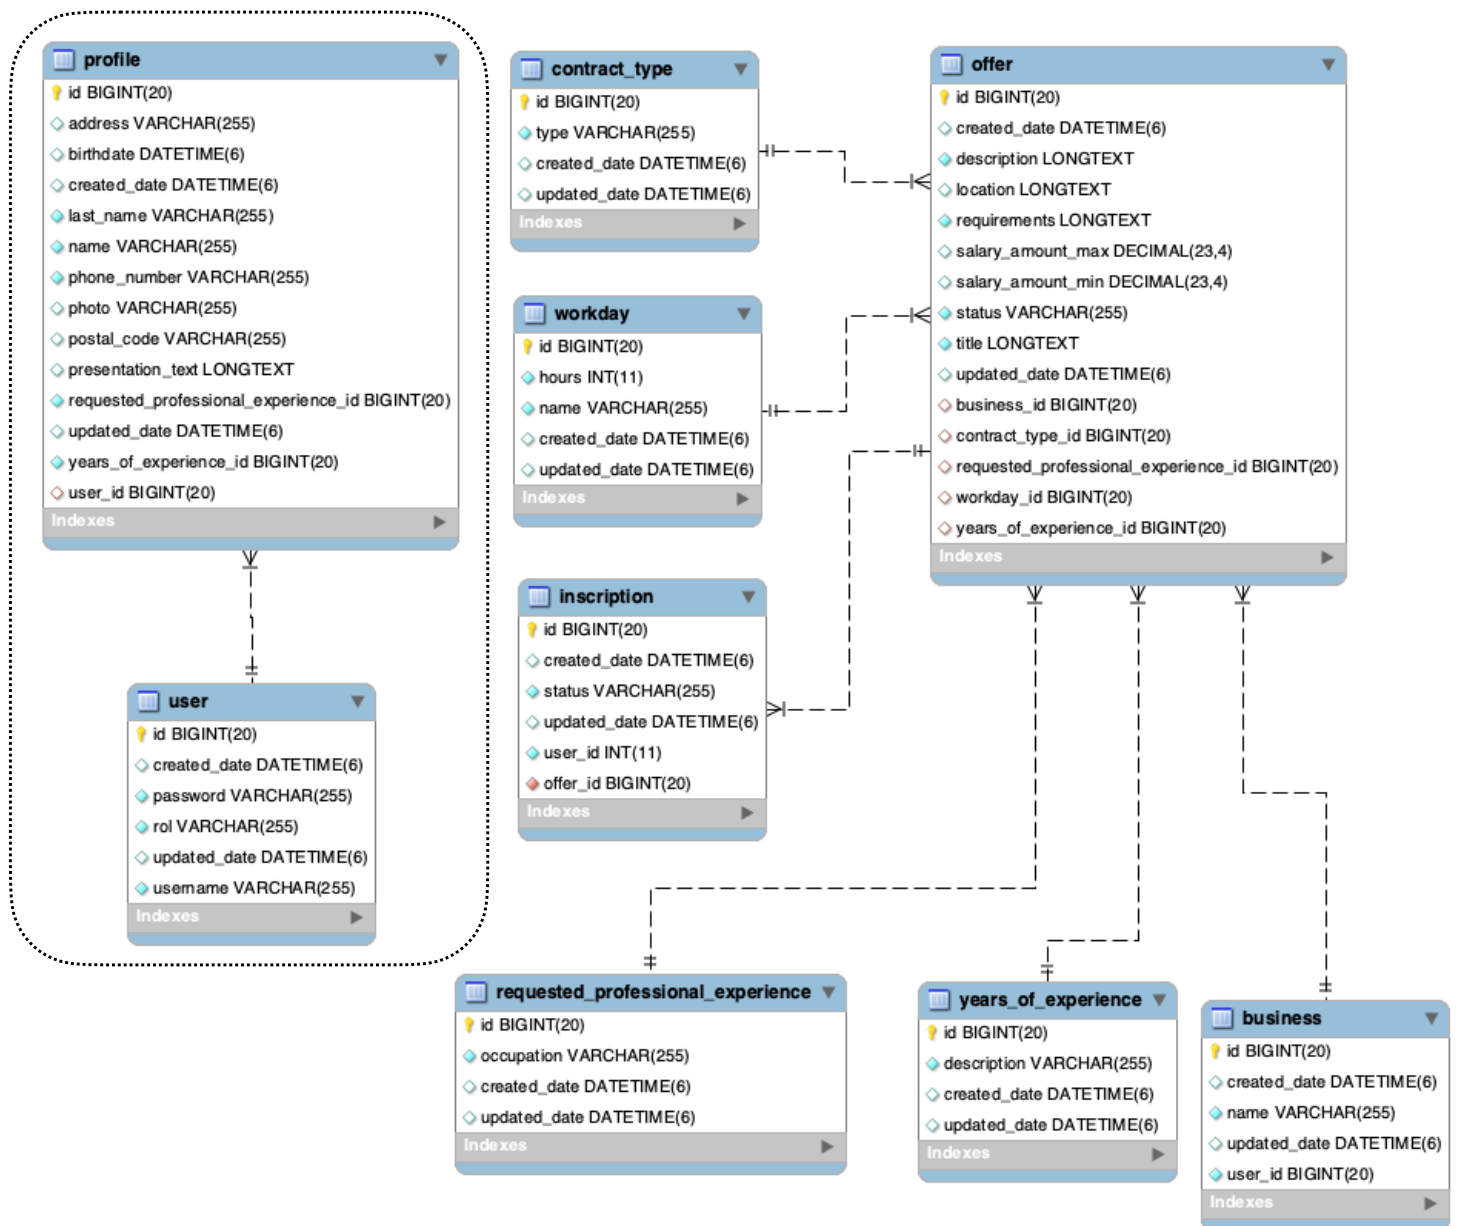 profile
id BIGINT(20)
address VARCHAR(255)
birthdate DATETIME(6)
created_date DATETIME(6)
last_name VARCHAR(255)
name VARCHAR(255)
phone_number VARCHAR(255)
photo VARCHAR(255)
postal_code VARCHAR(255)
presentation_text LONGTEXT
requested_professional_experience_id BIGINT(20)
updated_date DATETIME(6)
years_of_experience_id BIGINT(20)
user_id BIGINT(20)
Indexes
user
id BIGINT(20)
created_date DATETIME(6)
password VARCHAR(255)
rol VARCHAR(255)
updated_date DATETIME(6)
username VARCHAR(255)
Indexes
contract_type
id BIGINT(20)
type VARCHAR(255)
created_date DATETIME(6)
updated_date DATETIME(6)
Indexes
workday
id BIGINT(20)
hours INT(11)
name VARCHAR(255)
created_date DATETIME(6)
updated_date DATETIME(6)
Indexes
inscription
id BIGINT(20)
created_date DATETIME(6)
status VARCHAR(255)
updated_date DATETIME(6)
user_id INT(11)
offer_id BIGINT(20)
Indexes
offer
id BIGINT(20)
created_date DATETIME(6)
description LONGTEXT
location LONGTEXT
requirements LONGTEXT
salary_amount_max DECIMAL(23,4)
salary_amount_min DECIMAL(23,4)
status VARCHAR(255)
title LONGTEXT
updated_date DATETIME(6)
business_id BIGINT(20)
contract_type_id BIGINT(20)
requested_professional_experience_id BIGINT(20)
workday_id BIGINT(20)
years_of_experience_id BIGINT(20)
Indexes
requested_professional_experience
id BIGINT(20)
occupation VARCHAR(255)
created_date DATETIME(6)
updated_date DATETIME(6)
Indexes
years_of_experience
id BIGINT(20)
description VARCHAR(255)
created_date DATETIME(6)
updated_date DATETIME(6)
Indexes
business
id BIGINT(20)
created_date DATETIME(6)
name VARCHAR(255)
updated_date DATETIME(6)
user_id BIGINT(20)
Indexes